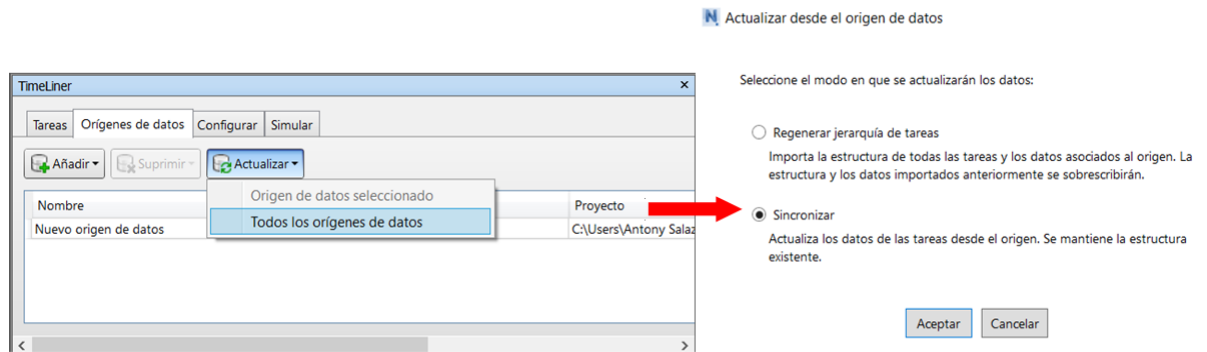 Actualizar desde el origen de datos
TimeLiner
Tareas Orígenes de datos Configurar Simular
Añadir Suprimir Actualizar
Origen de datos seleccionado
Todos los orígenes de datos
Nombre Proyecto
Nuevo origen de datos C:\Users\Antony Salaz
Seleccione el modo en que se actualizarán los datos:
Regenerar jerarquía de tareas
Importa la estructura de todas las tareas y los datos asociados al origen. La
estructura y los datos importados anteriormente se sobrescribirán.
Sincronizar
Actualiza los datos de las tareas desde el origen. Se mantiene la estructura
existente.
Aceptar Cancelar